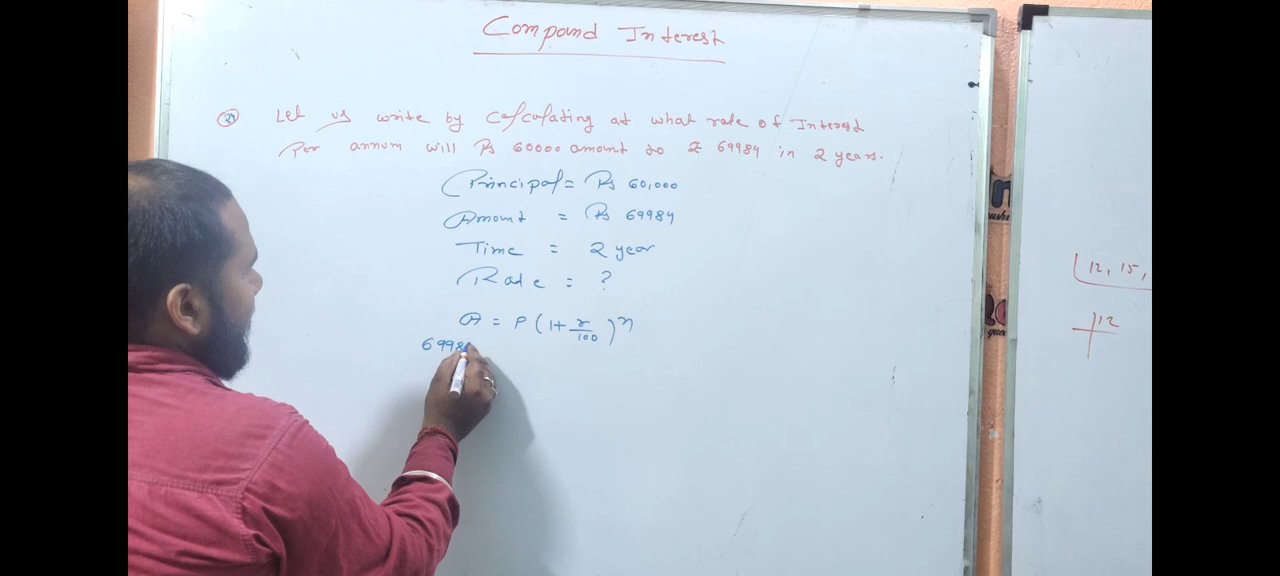 Compound Interest
Let us write by calculating at what rate of Interest
Per annum will Rs 60000 amount to ₹ 69984 in 2 years.
Principal = Rs 60,000
Amount = Rs 69984
Time = 2 year
Rate = ?
A = P (1 + r/100)^n
6998
12, 15,
12